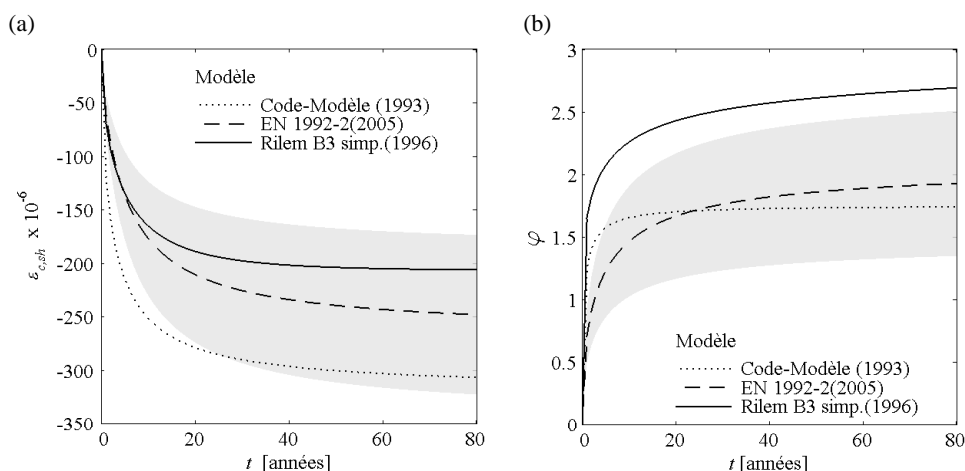 (a)
(b)
0
-50
-100
-150
-200
-250
-300
-350
ε_{c,sh} x 10^{-6}
Modèle
Code-Modèle (1993)
EN 1992-2(2005)
Rilem B3 simp.(1996)
0 20 40 60 80
t [années]
3
2.5
2
1.5
1
0.5
0
φ
Modèle
Code-Modèle (1993)
EN 1992-2(2005)
Rilem B3 simp.(1996)
0 20 40 60 80
t [années]